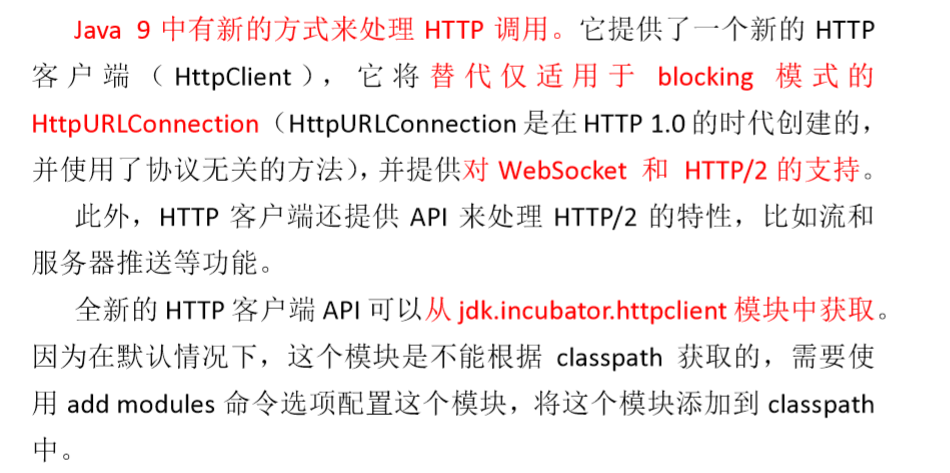 Java 9 中有新的方式来处理 HTTP 调用。它提供了一个新的 HTTP
客户端（ HttpClient ），它将替代仅适用于 blocking 模式的
HttpURLConnection（HttpURLConnection 是在 HTTP 1.0 的时代创建的，
并使用了协议无关的方法），并提供对 WebSocket 和 HTTP/2 的支持。
此外，HTTP 客户端还提供 API 来处理 HTTP/2 的特性，比如流和
服务器推送等功能。
全新的 HTTP 客户端 API 可以从 jdk.incubator.httpclient 模块中获取。
因为在默认情况下，这个模块是不能根据 classpath 获取的，需要使
用 add modules 命令选项配置这个模块，将这个模块添加到 classpath
中。